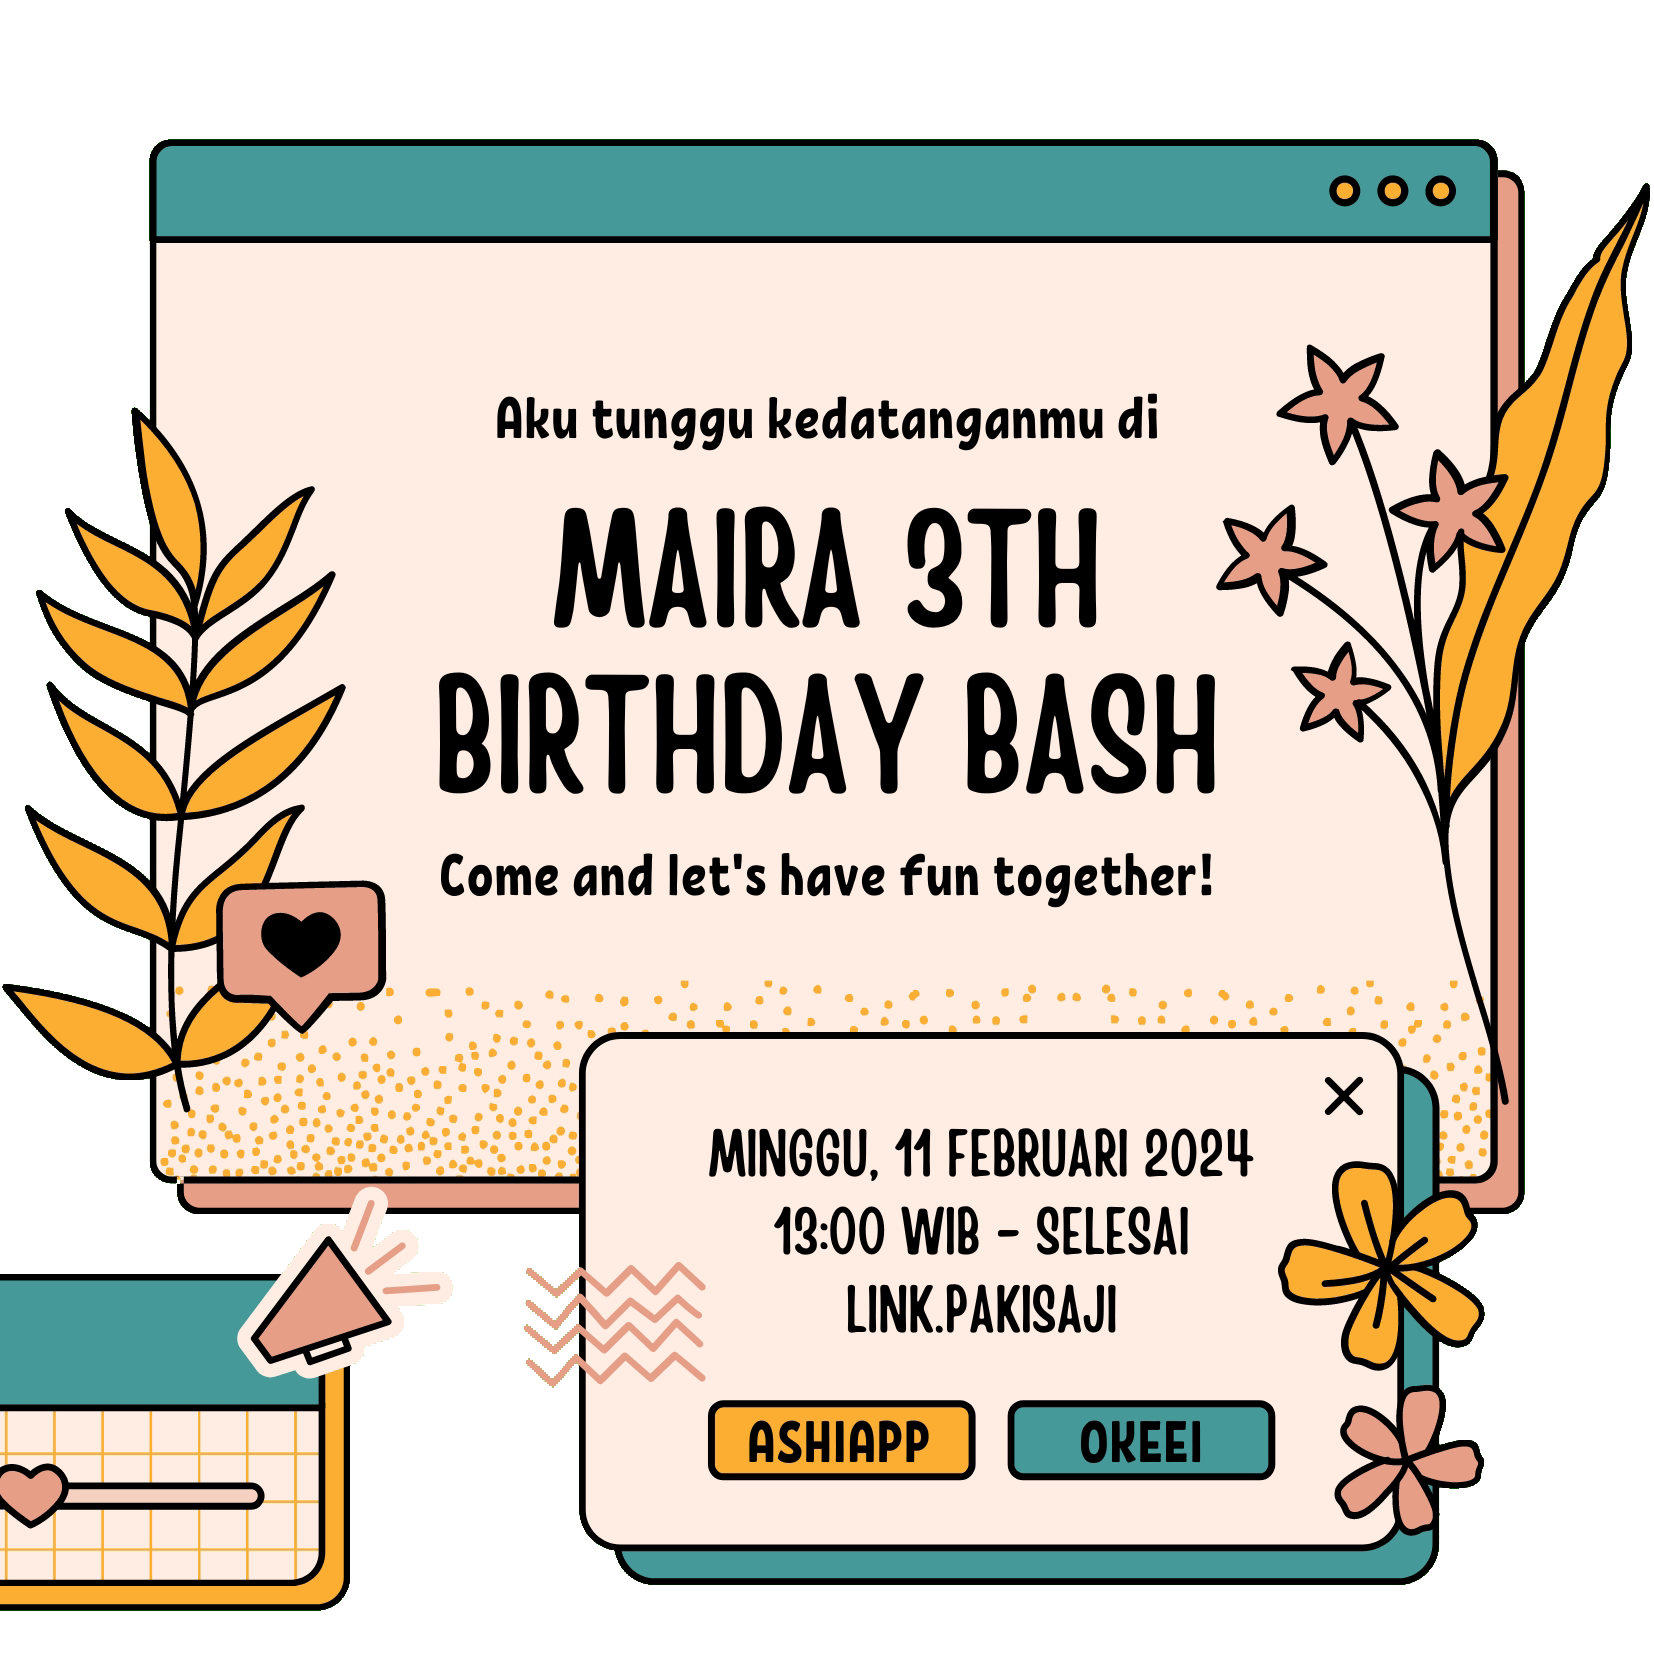 Aku tunggu kedatanganmu di
MAIRA 3TH
BIRTHDAY BASH
Come and let's have fun together!
MINGGU, 11 FEBRUARI 2024
13:00 WIB - SELESAI
LINK.PAKISAJI
ASHIAPP
OKEEI